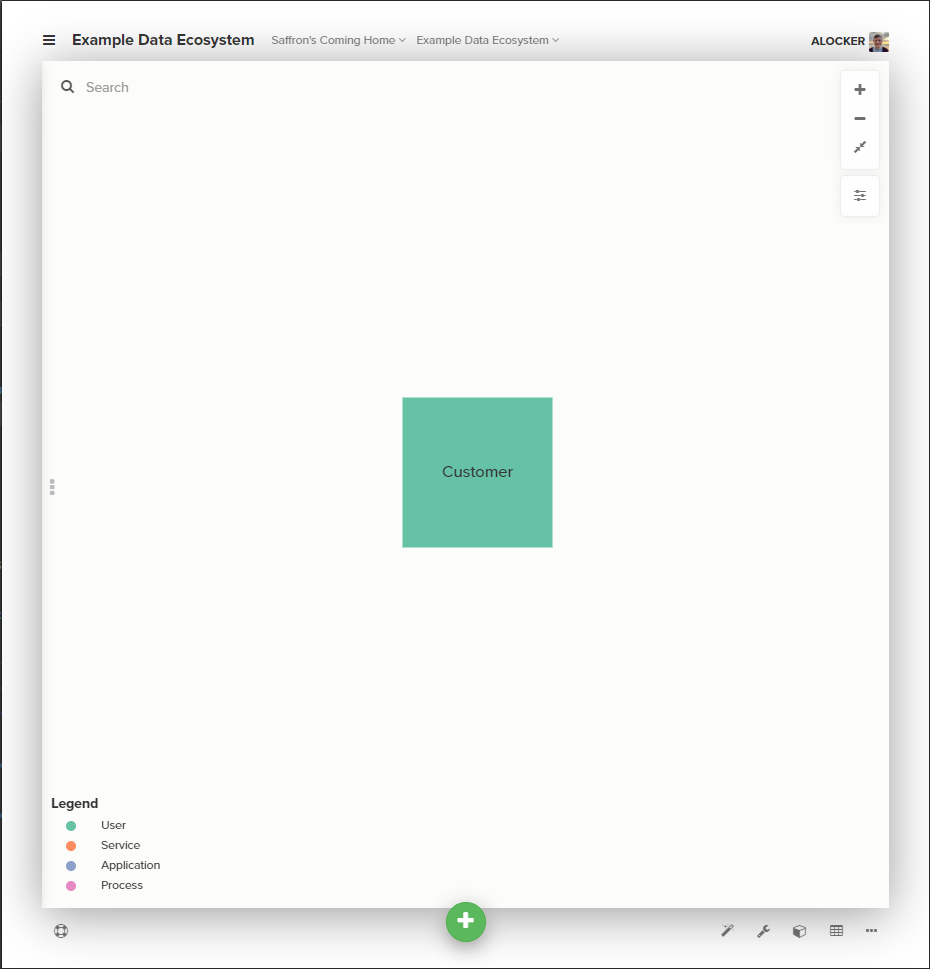 Example Data Ecosystem Saffron's Coming Home Example Data Ecosystem ALOCKER
Search
Customer
Legend
User
Service
Application
Process